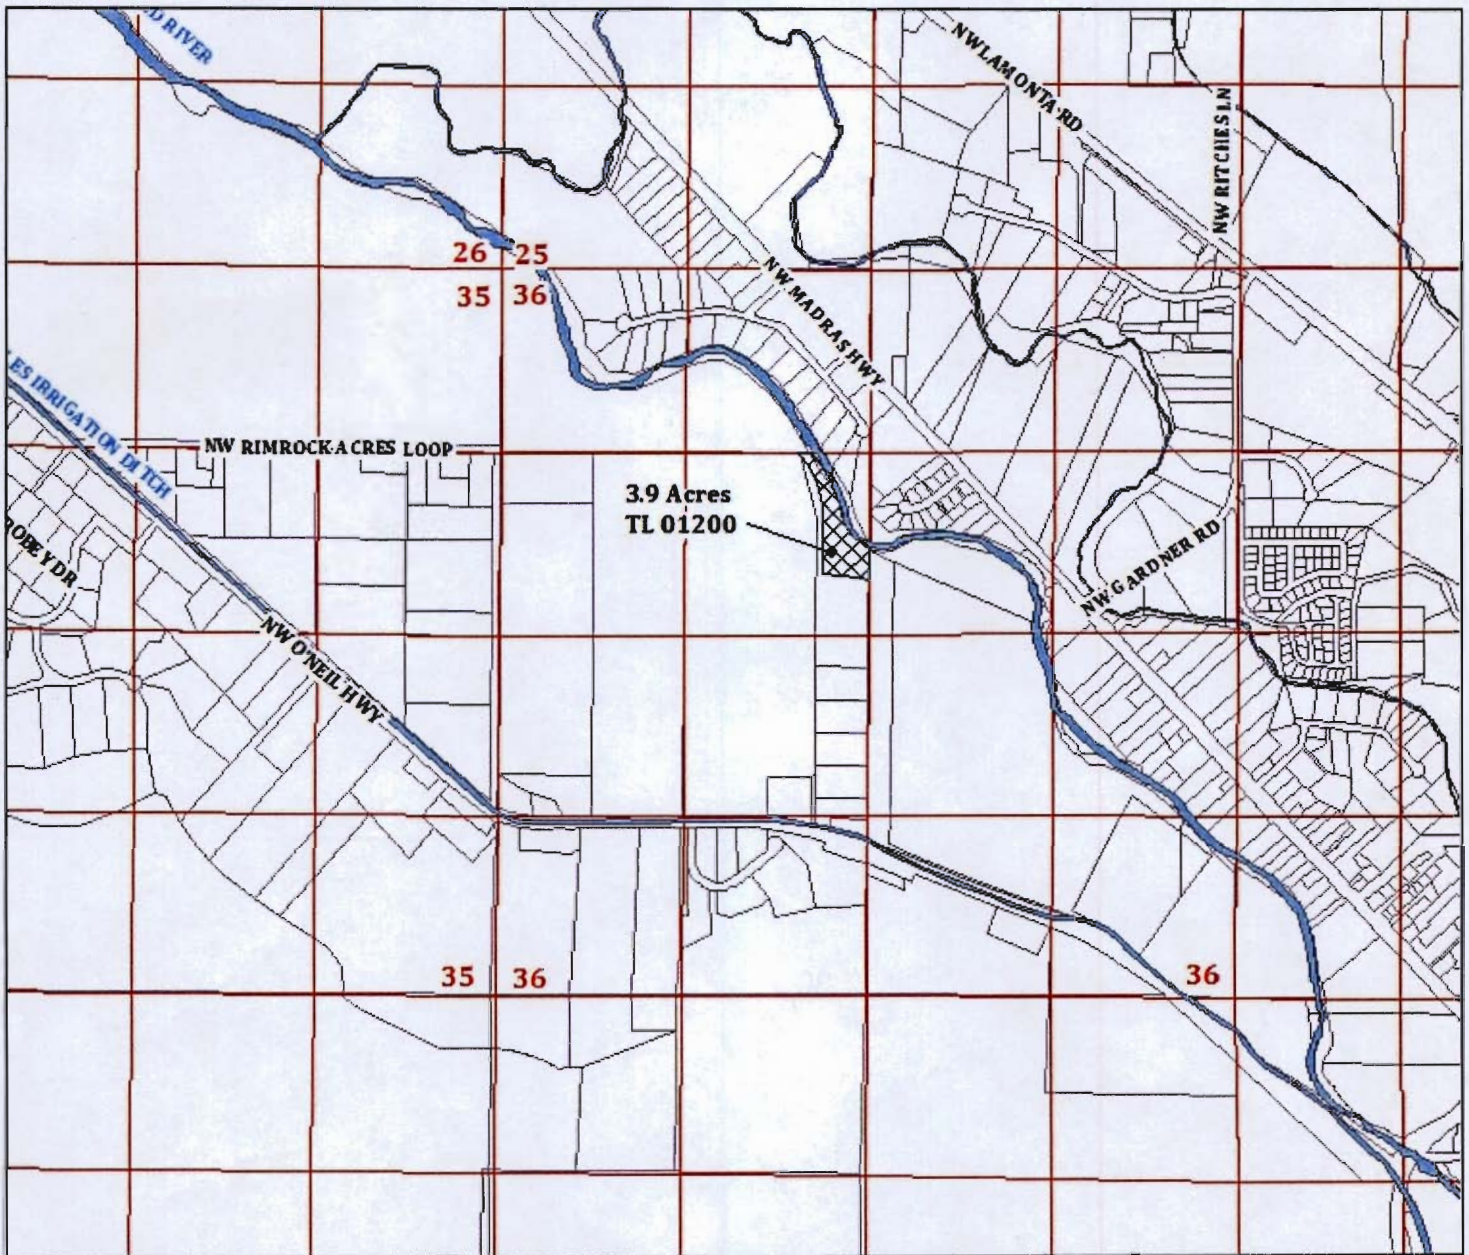 D RIVER
NW LAMONTA RD
NW RITCHES LN
26 25
35 36
NW MADRAS HWY
LES IRRIGATION DITCH
NW RIMROCK ACRES LOOP
3.9 Acres
TL 01200
ROBEY DR
NW GARDNER RD
NW O'NEIL HWY
35 36
36